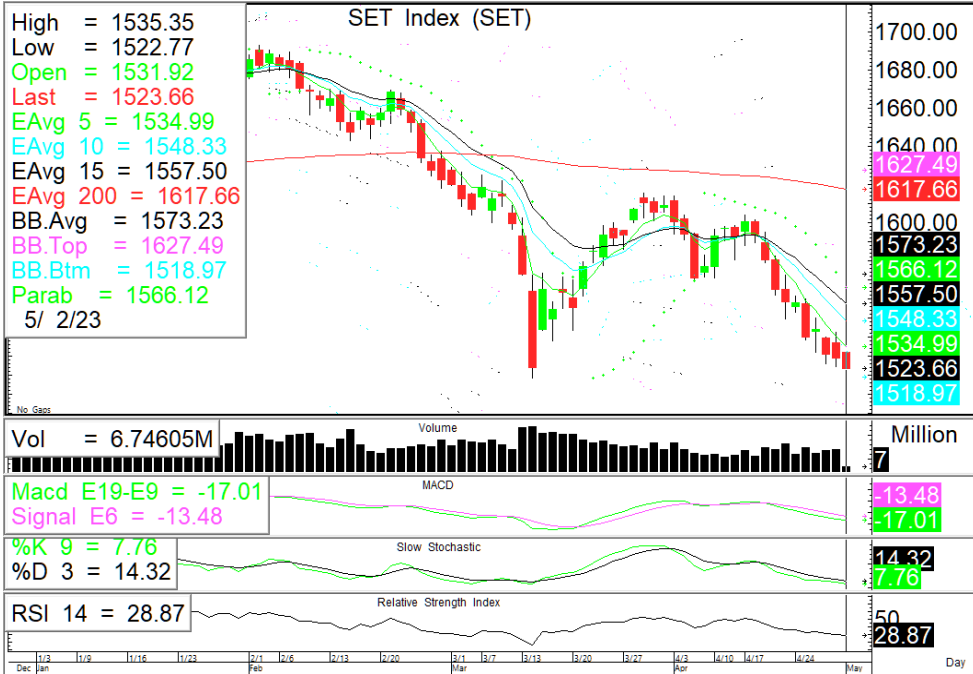 SET Index (SET)
High = 1535.35
Low = 1522.77
Open = 1531.92
Last = 1523.66
EAvg 5 = 1534.99
EAvg 10 = 1548.33
EAvg 15 = 1557.50
EAvg 200 = 1617.66
BB.Avg = 1573.23
BB.Top = 1627.49
BB.Btm = 1518.97
Parab = 1566.12
5/ 2/23
No Gaps
1700.00
1680.00
1660.00
1640.00
1627.49
1617.66
1600.00
1573.23
1566.12
1557.50
1548.33
1534.99
1523.66
1518.97
Volume
Vol = 6.74605M
Million
7
MACD
Macd E19-E9 = -17.01
Signal E6 = -13.48
-13.48
-17.01
Slow Stochastic
%K 9 = 7.76
%D 3 = 14.32
14.32
7.76
Relative Strength Index
RSI 14 = 28.87
50
28.87
1/3 1/9 1/16 1/23 2/1 2/6 2/13 2/20 3/1 3/7 3/13 3/20 3/27 4/3 4/10 4/17 4/24
Dec Jan Feb Mar Apr May
Day